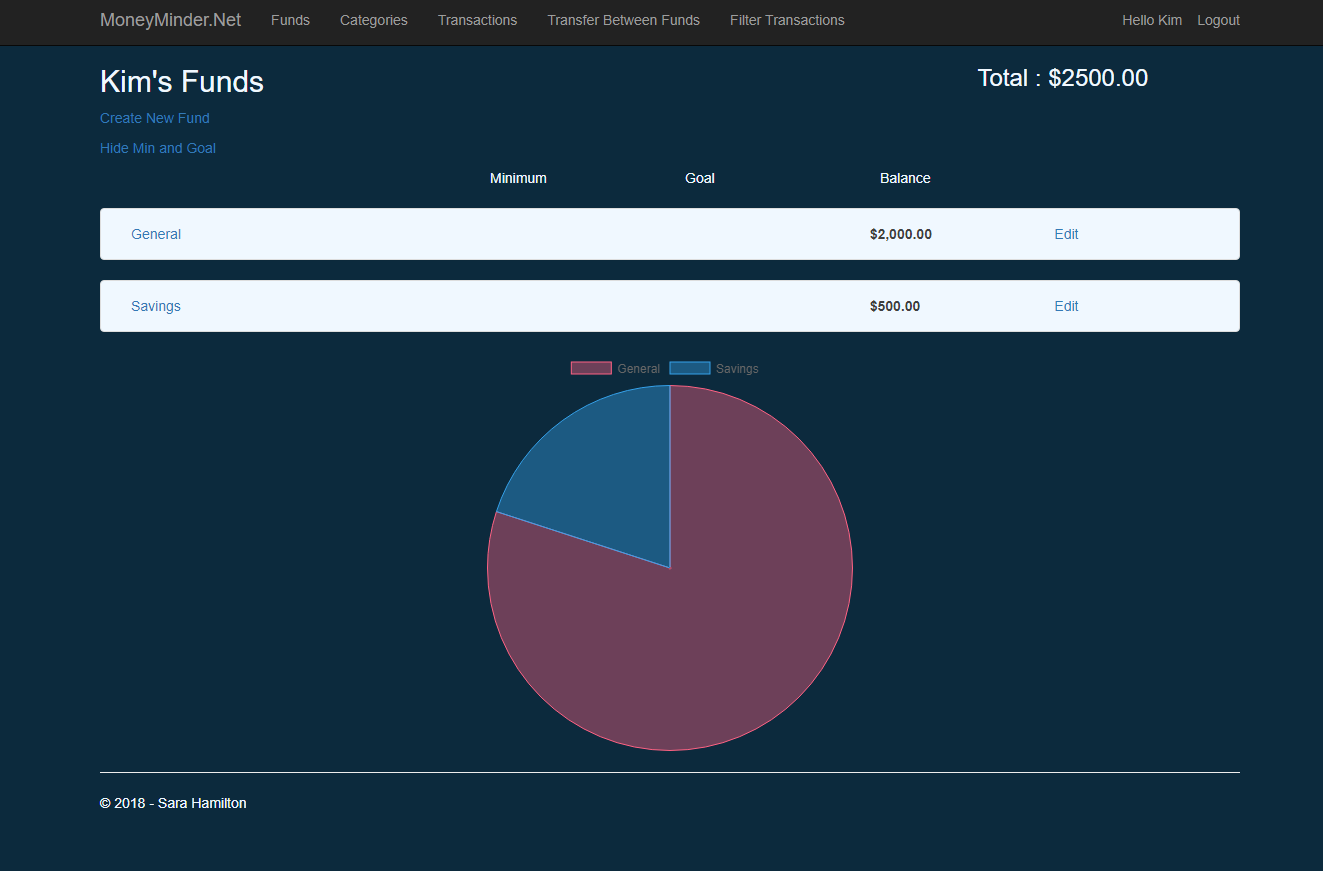 MoneyMinder.Net Funds Categories Transactions Transfer Between Funds Filter Transactions Hello Kim Logout
Kim's Funds Total : $2500.00
Create New Fund
Hide Min and Goal
Minimum Goal Balance
General $2,000.00 Edit
Savings $500.00 Edit
General Savings
© 2018 - Sara Hamilton